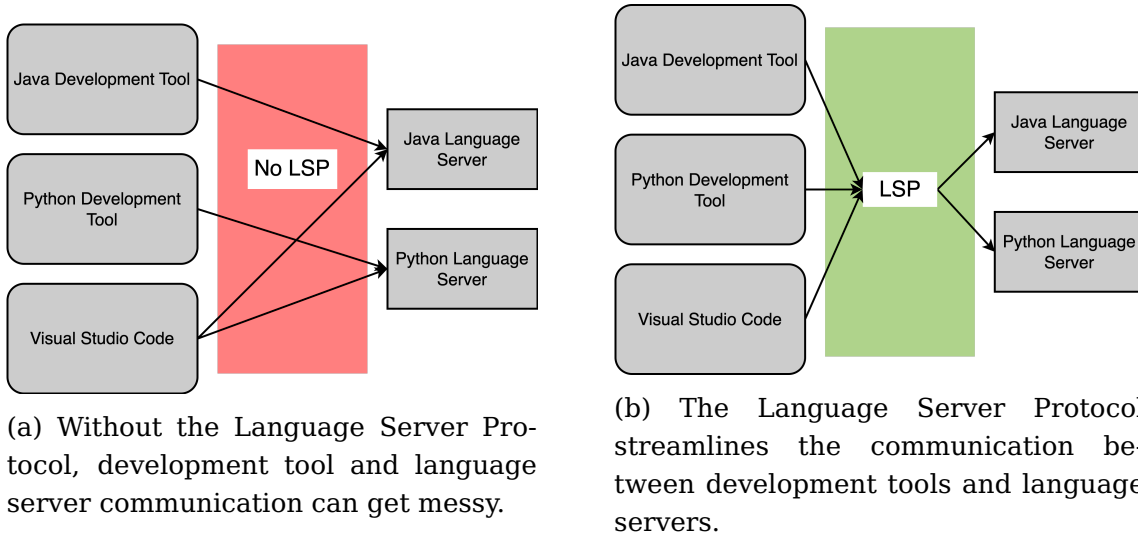 Java Development Tool
Python Development
Tool
Visual Studio Code
No LSP
Java Language
Server
Python Language
Server
(a) Without the Language Server Pro-
tocol, development tool and language
server communication can get messy.
Java Development Tool
Python Development
Tool
Visual Studio Code
LSP
Java Language
Server
Python Language
Server
(b) The Language Server Protocol
streamlines the communication be-
tween development tools and language
servers.